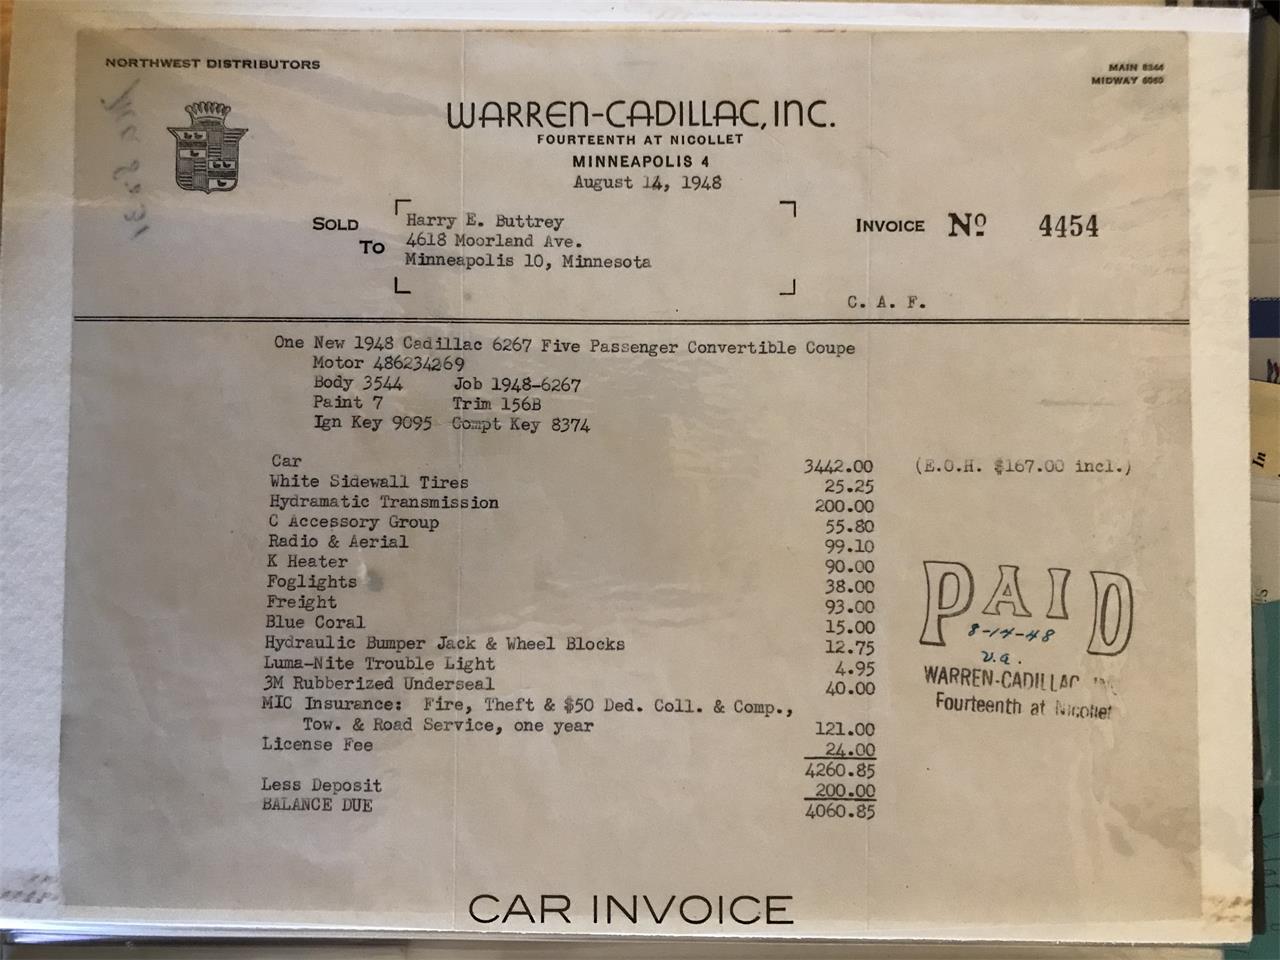 NORTHWEST DISTRIBUTORS
MAIN 8344
MIDWAY 6060
WARREN-CADILLAC, INC.
FOURTEENTH AT NICOLLET
MINNEAPOLIS 4
August 14, 1948
SOLD TO
Harry E. Buttrey
4618 Moorland Ave.
Minneapolis 10, Minnesota
INVOICE Nº 4454
C. A. F.
One New 1948 Cadillac 6267 Five Passenger Convertible Coupe
Motor 486234269
Body 3544 Job 1948-6267
Paint 7 Trim 156B
Ign Key 9095 Compt Key 8374
Car 3442.00 (E.O.H. $167.00 incl.)
White Sidewall Tires 25.25
Hydramatic Transmission 200.00
C Accessory Group 55.80
Radio & Aerial 99.10
K Heater 90.00
Foglights 38.00
Freight 93.00
Blue Coral 15.00
Hydraulic Bumper Jack & Wheel Blocks 12.75
Luma-Nite Trouble Light 4.95
3M Rubberized Underseal 40.00
MIC Insurance: Fire, Theft & $50 Ded. Coll. & Comp.,
Tow. & Road Service, one year 121.00
License Fee 24.00
4260.85
Less Deposit 200.00
BALANCE DUE 4060.85
PAID
8-14-48
V.a.
WARREN-CADILLAC
Fourteenth at Nicollet
CAR INVOICE
In